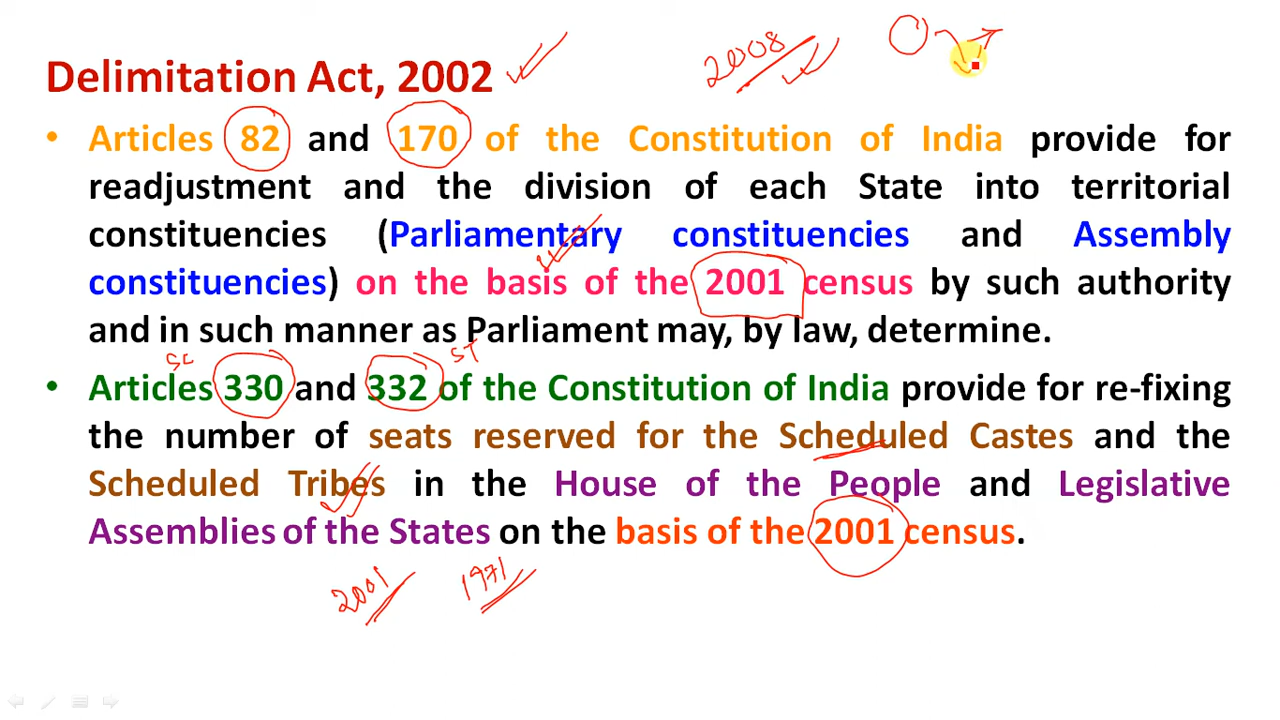 2008
Delimitation Act, 2002
• Articles 82 and 170 of the Constitution of India provide for
readjustment and the division of each State into territorial
constituencies (Parliamentary constituencies and Assembly
constituencies) on the basis of the 2001 census by such authority
and in such manner as Parliament may, by law, determine.
SC ST
• Articles 330 and 332 of the Constitution of India provide for re-fixing
the number of seats reserved for the Scheduled Castes and the
Scheduled Tribes in the House of the People and Legislative
Assemblies of the States on the basis of the 2001 census.
2001 1971